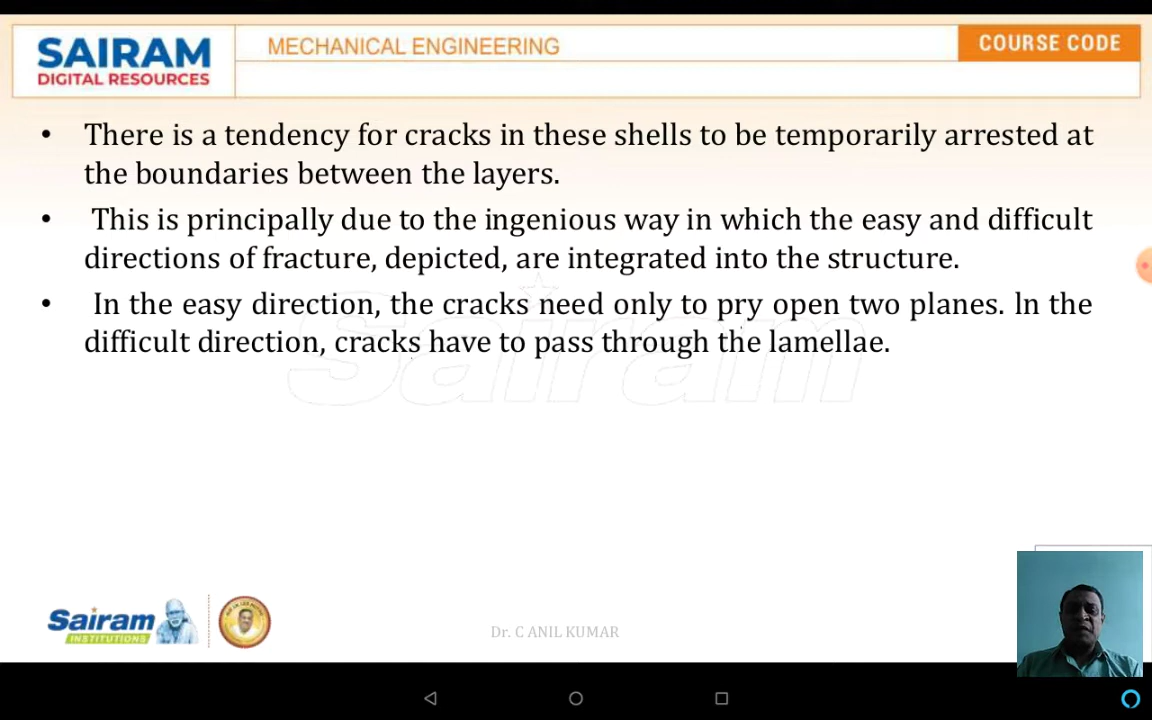 SAIRAM
DIGITAL RESOURCES
MECHANICAL ENGINEERING
COURSE CODE
• There is a tendency for cracks in these shells to be temporarily arrested at
the boundaries between the layers.
• This is principally due to the ingenious way in which the easy and difficult
directions of fracture, depicted, are integrated into the structure.
• In the easy direction, the cracks need only to pry open two planes. ln the
difficult direction, cracks have to pass through the lamellae.
Sairam
Sairam
INSTITUTIONS
Dr. C ANIL KUMAR